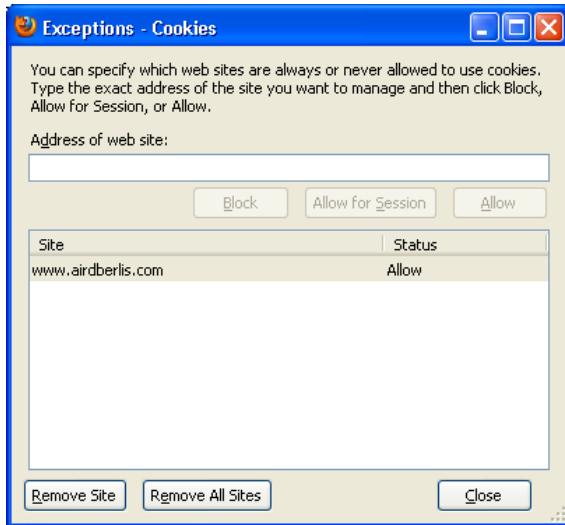 Exceptions - Cookies
You can specify which web sites are always or never allowed to use cookies.
Type the exact address of the site you want to manage and then click Block,
Allow for Session, or Allow.
Address of web site:
Block Allow for Session Allow
Site Status
www.airdberlis.com Allow
Remove Site Remove All Sites Close